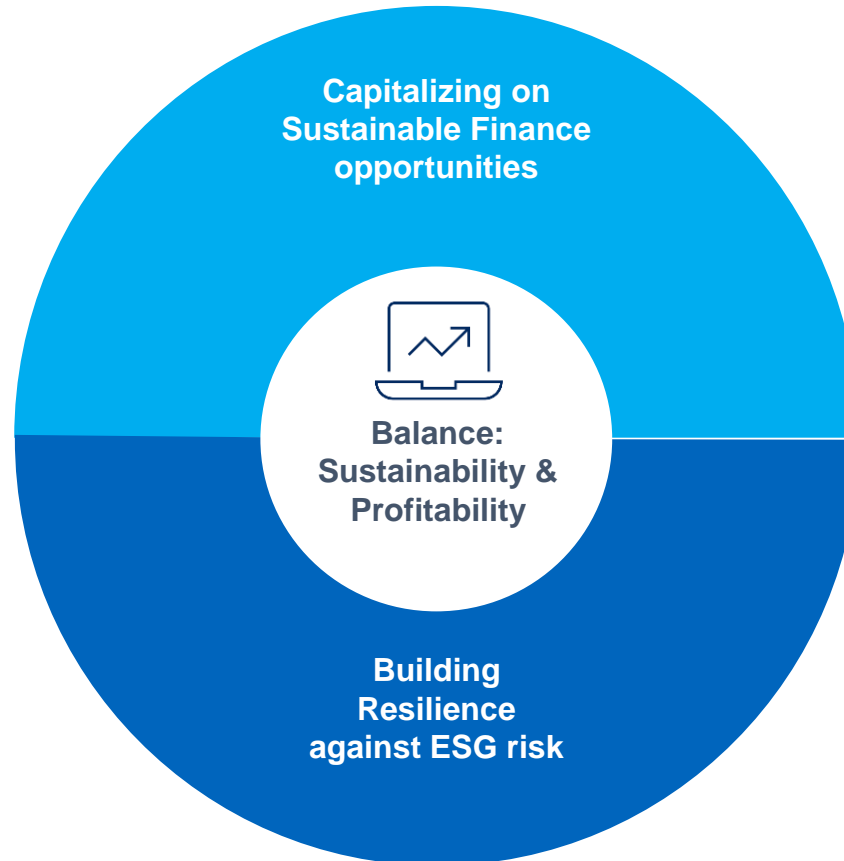 Capitalizing on
Sustainable Finance
opportunities
Balance:
Sustainability &
Profitability
Building
Resilience
against ESG risk